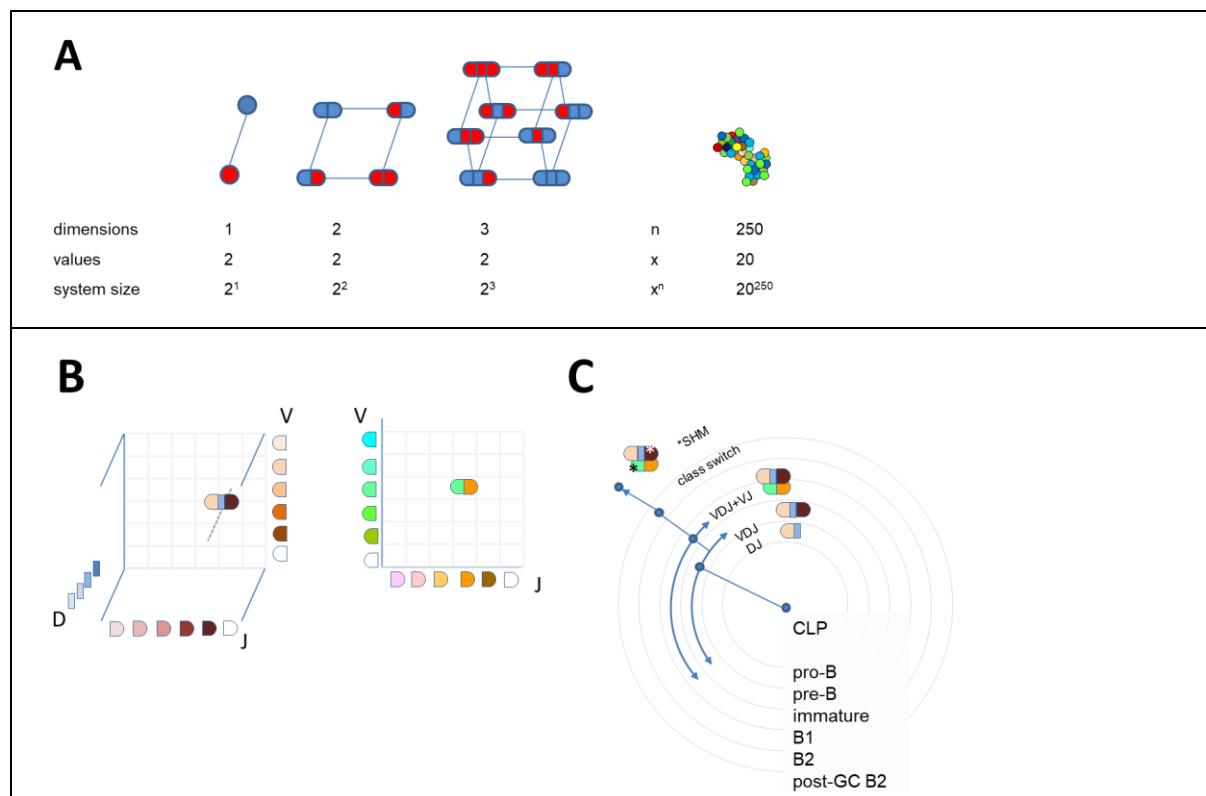 A
dimensions 1 2 3 n 250
values 2 2 2 x 20
system size 2¹ 2² 2³ xⁿ 20²⁵⁰
B
V
D
J
V
J
C
*SHM
*
*
class switch
VDJ+VJ
VDJ
DJ
CLP
pro-B
pre-B
immature
B1
B2
post-GC B2